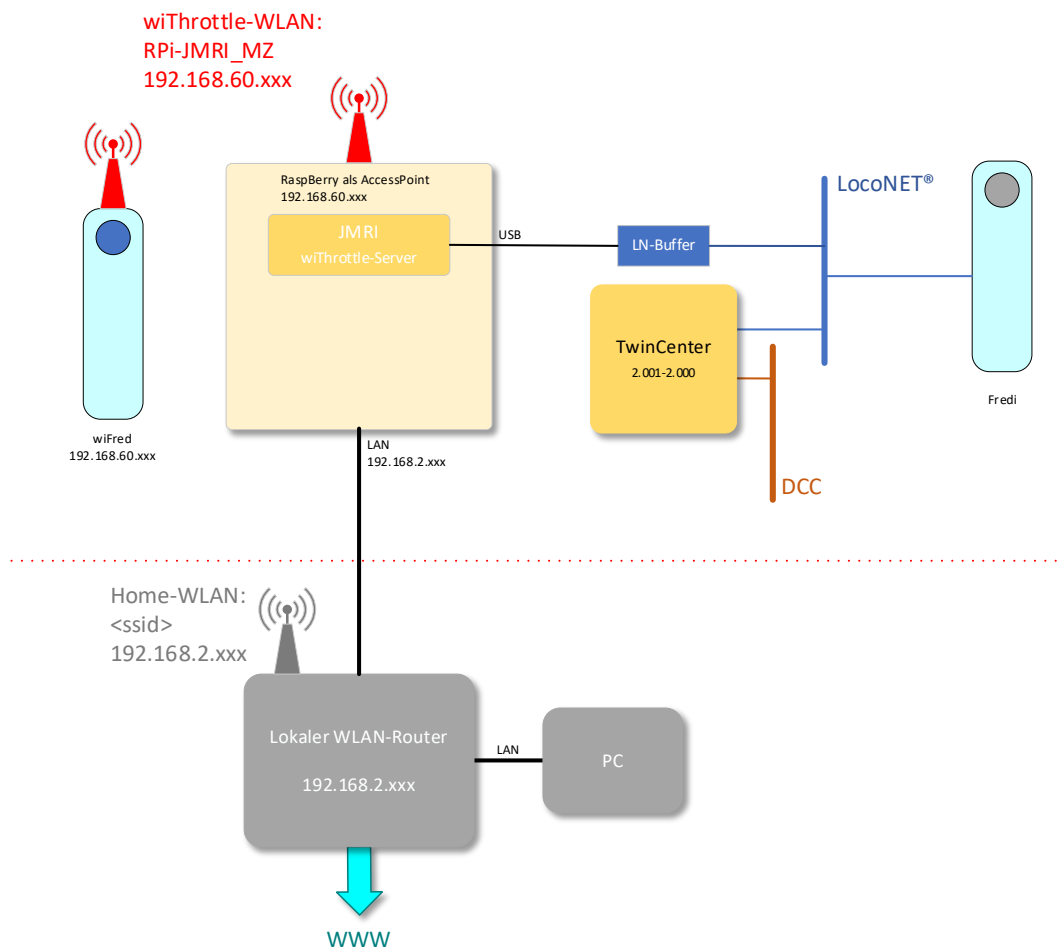 wiThrottle-WLAN:
RPi-JMRI_MZ
192.168.60.xxx
RaspBerry als AccessPoint
192.168.60.xxx
JMRI
wiThrottle-Server
USB
LN-Buffer
LocoNET®
TwinCenter
2.001-2.000
DCC
Fredi
wiFred
192.168.60.xxx
LAN
192.168.2.xxx
Home-WLAN:
<ssid>
192.168.2.xxx
Lokaler WLAN-Router
192.168.2.xxx
LAN
PC
WWW